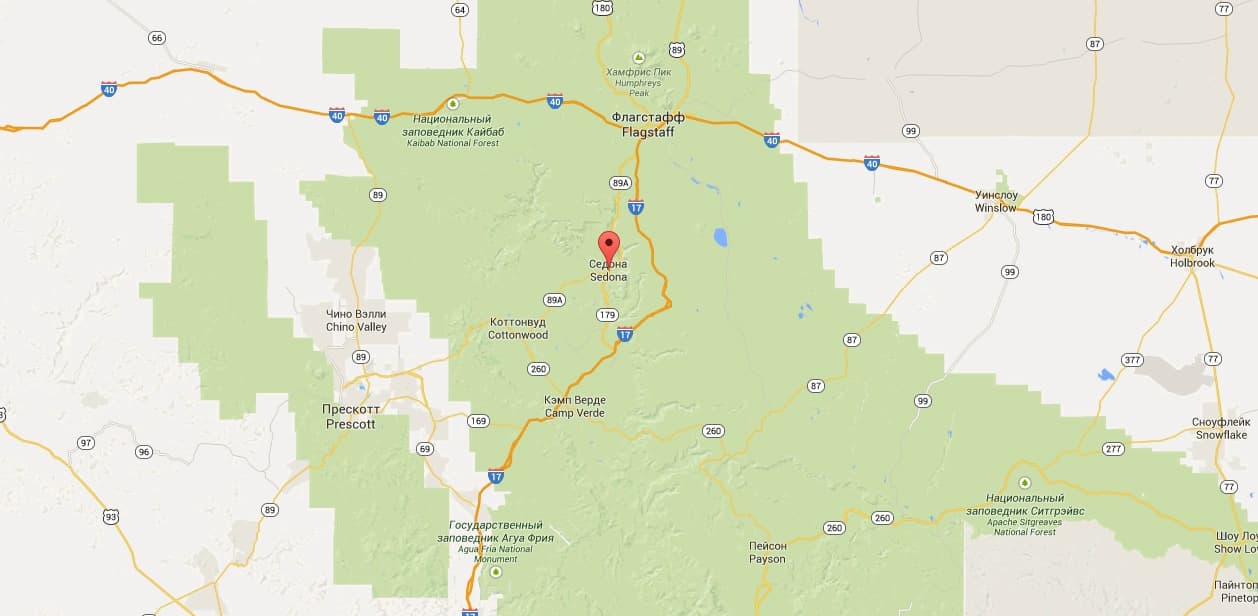 64
180
77
66
89
87
Хамфрис Пик
Humphreys
Peak
40
40
40
40
Национальный
заповедник Кайбаб
Kaibab National Forest
Флагстафф
Flagstaff
99
40
40
89A
77
89
17
Уинслоу
Winslow
180
Седона
Sedona
Холбрук
Holbrook
87
99
89A
179
Чино Вэлли
Chino Valley
Коттонвуд
Cottonwood
17
87
89
260
377
77
87
Прескотт
Prescott
Кэмп Верде
Camp Verde
99
169
260
Сноуфлейк
Snowflake
97
96
69
277
17
77
Национальный
заповедник Ситгрэйвс
Apache Sitgreaves
National Forest
89
93
260
260
Государственный
заповедник Агуа Фрия
Agua Fria National
Monument
Пейсон
Payson
Шоу Ло
Show Lo
Пайнтоп
Pinetop
17